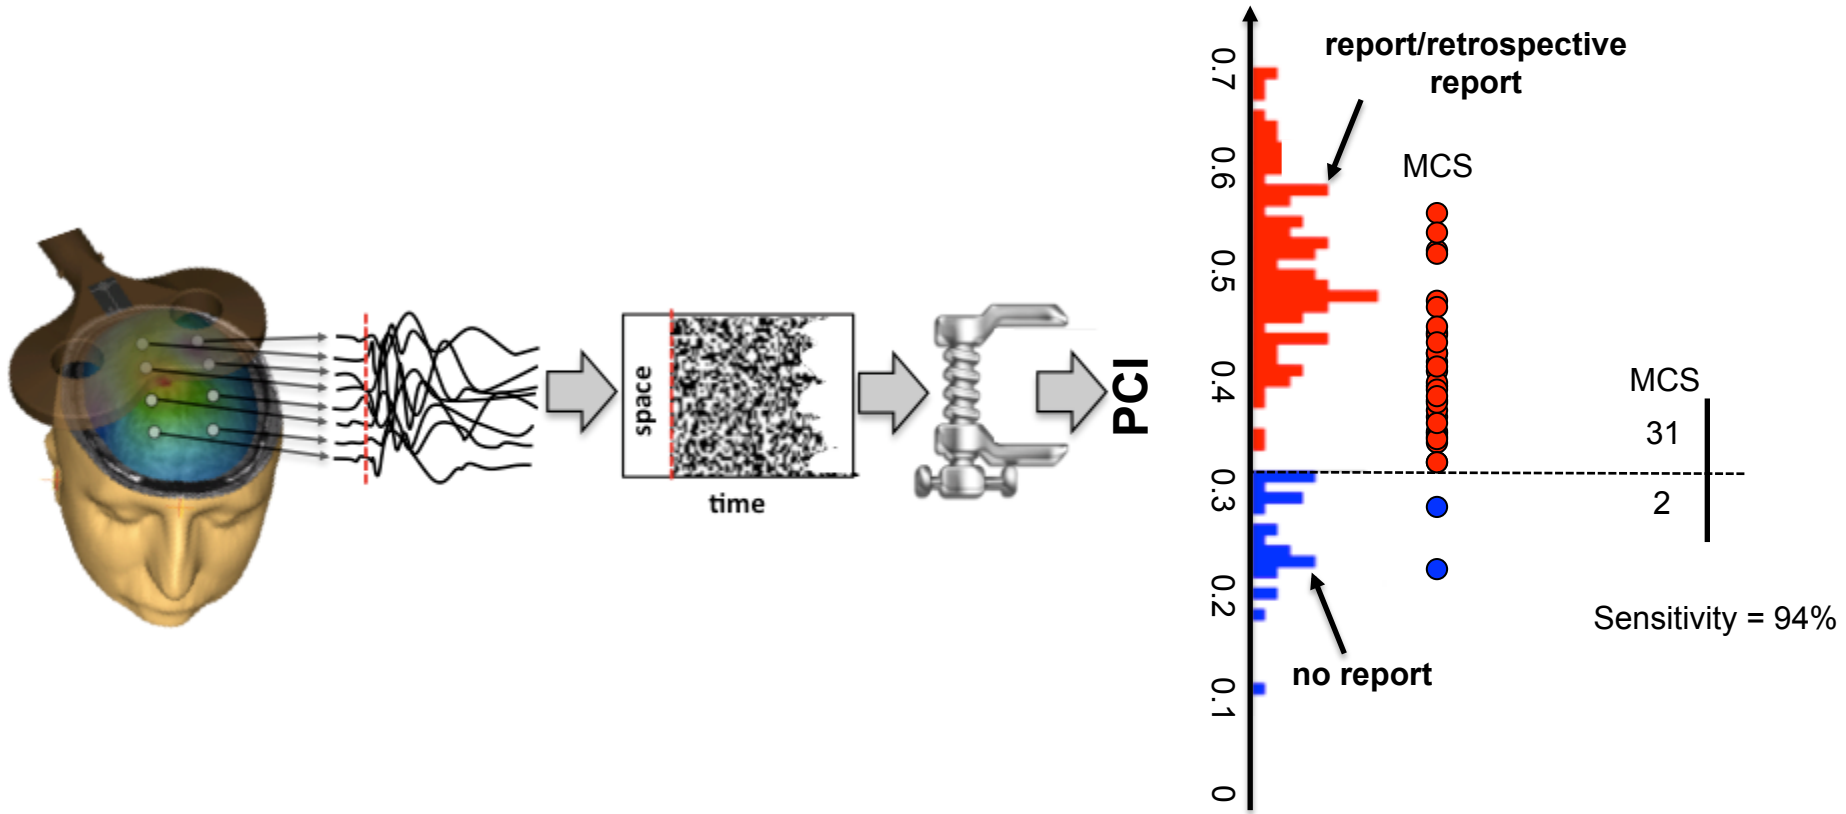 space
time
PCI
0.7
0.6
0.5
0.4
0.3
0.2
0.1
0
report/retrospective
report
MCS
no report
MCS
31
2
Sensitivity = 94%